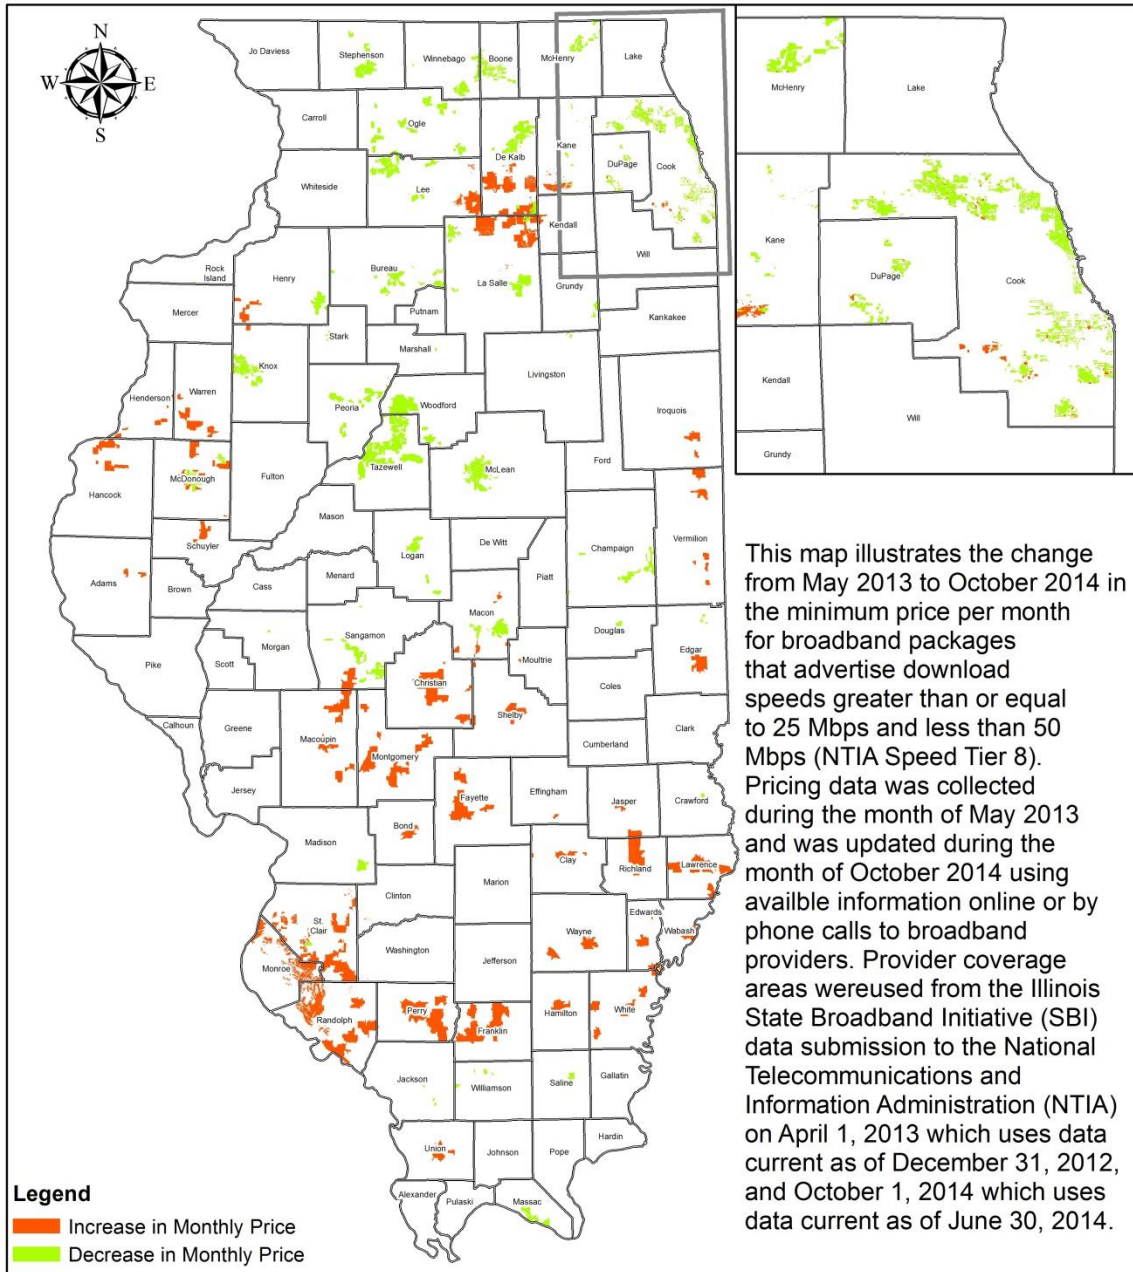 N
W
E
S
Jo Daviess
Stephenson
Winnebago
Boone
McHenry
Lake
Carroll
Ogle
De Kalb
Kane
DuPage
Cook
Whiteside
Lee
Kendall
Will
Rock
Island
Henry
Bureau
La Salle
Grundy
Mercer
Putnam
Kankakee
Stark
Marshall
Knox
Livingston
Henderson
Warren
Peoria
Woodford
Iroquois
Hancock
McDonough
Fulton
Tazewell
McLean
Ford
Mason
Schuyler
Logan
De Witt
Champaign
Vermilion
Adams
Brown
Cass
Menard
Piatt
Macon
Pike
Scott
Morgan
Sangamon
Douglas
Moultrie
Edgar
Christian
Coles
Calhoun
Greene
Macoupin
Shelby
Montgomery
Cumberland
Clark
Jersey
Fayette
Effingham
Jasper
Crawford
Madison
Bond
Clay
Richland
Lawrence
Marion
Clinton
St.
Clair
Wayne
Edwards
Wabash
Washington
Jefferson
Monroe
Randolph
Perry
Franklin
Hamilton
White
Jackson
Williamson
Saline
Gallatin
Union
Johnson
Pope
Hardin
Alexander
Pulaski
Massac
McHenry
Lake
Kane
DuPage
Cook
Kendall
Will
Grundy
This map illustrates the change
from May 2013 to October 2014 in
the minimum price per month
for broadband packages
that advertise download
speeds greater than or equal
to 25 Mbps and less than 50
Mbps (NTIA Speed Tier 8).
Pricing data was collected
during the month of May 2013
and was updated during the
month of October 2014 using
availble information online or by
phone calls to broadband
providers. Provider coverage
areas wereused from the Illinois
State Broadband Initiative (SBI)
data submission to the National
Telecommunications and
Information Administration (NTIA)
on April 1, 2013 which uses data
current as of December 31, 2012,
and October 1, 2014 which uses
data current as of June 30, 2014.
Legend
Increase in Monthly Price
Decrease in Monthly Price